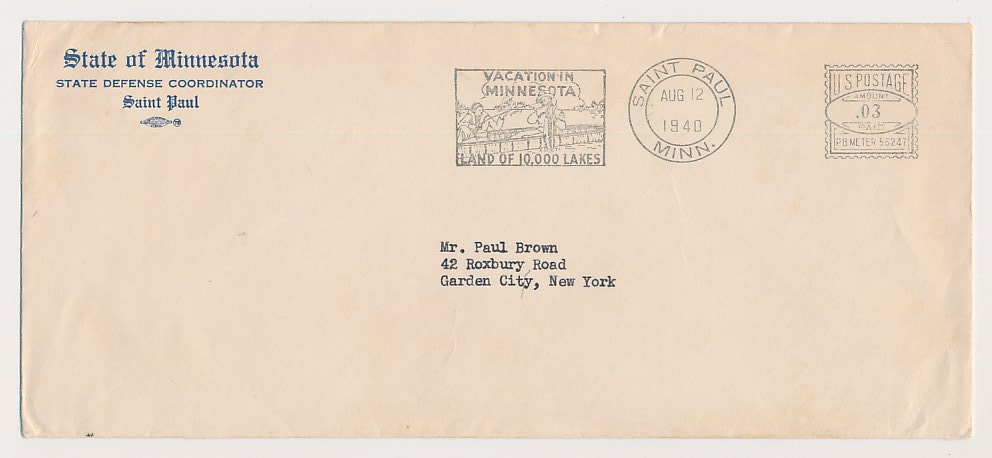 State of Minnesota
STATE DEFENSE COORDINATOR
Saint Paul
VACATION IN
MINNESOTA
LAND OF 10,000 LAKES
SAINT PAUL
AUG 12
1940
MINN.
U.S. POSTAGE
AMOUNT
.03
PAID
P.B. METER 58247
Mr. Paul Brown
42 Roxbury Road
Garden City, New York